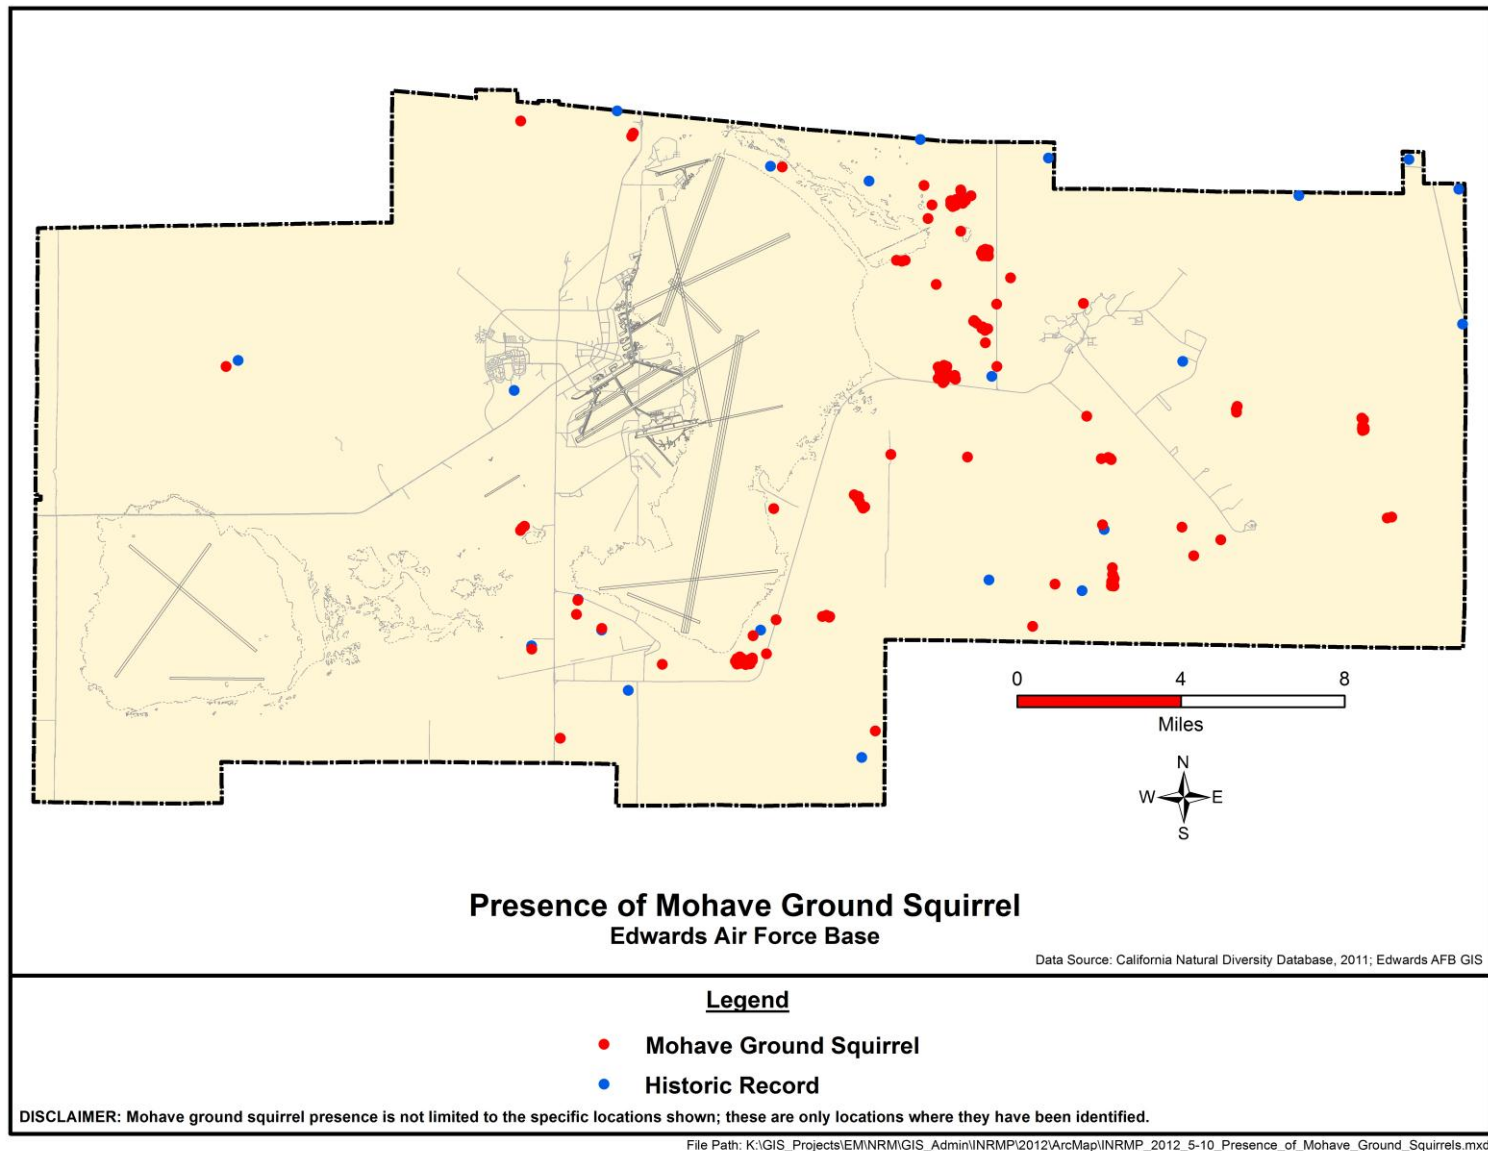 0 4 8
Miles
N
W E
S
Presence of Mohave Ground Squirrel
Edwards Air Force Base
Data Source: California Natural Diversity Database, 2011; Edwards AFB GIS
Legend
Mohave Ground Squirrel
Historic Record
DISCLAIMER: Mohave ground squirrel presence is not limited to the specific locations shown; these are only locations where they have been identified.
File Path: K:\GIS_Projects\EM\NRM\GIS_Admin\INRMP\2012\ArcMap\INRMP_2012_5-10_Presence_of_Mohave_Ground_Squirrels.mxd